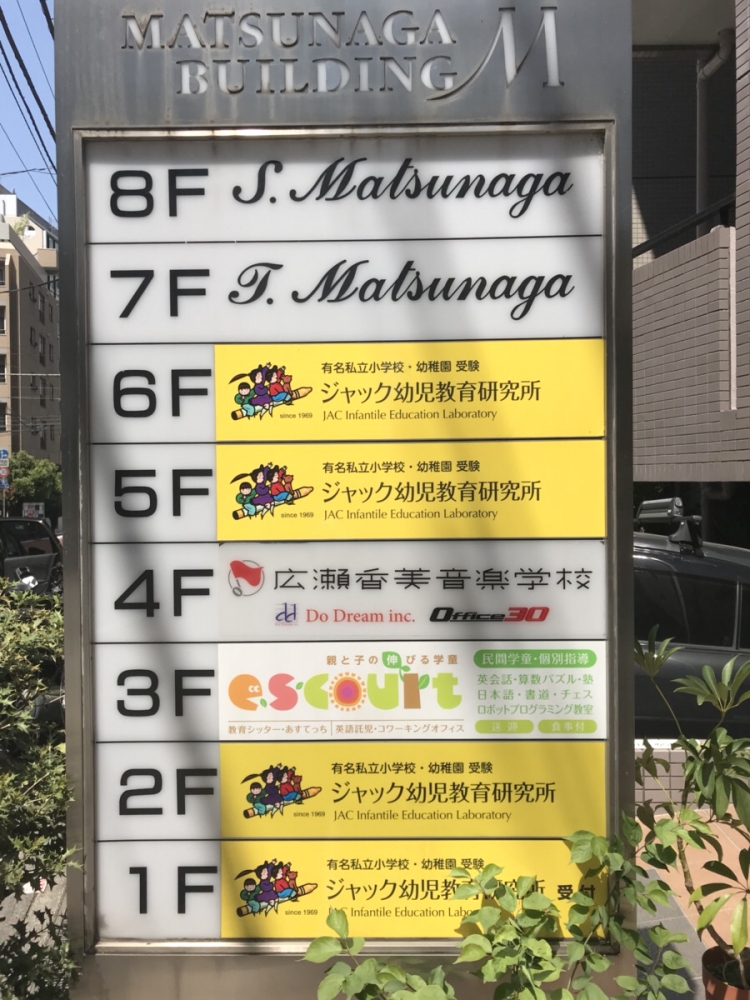 MATSUNAGA
BUILDING M
8F S. Matsunaga
7F T. Matsunaga
6F
有名私立小学校・幼稚園 受験
ジャック幼児教育研究所
since 1969 JAC Infantile Education Laboratory
5F
有名私立小学校・幼稚園 受験
ジャック幼児教育研究所
since 1969 JAC Infantile Education Laboratory
4F 広瀬香美音楽学校
dd Do Dream inc. Office30
3F
親と子の伸びる学童
escourt
教育シッター・あすてっち 英語託児・コワーキングオフィス
民間学童・個別指導
英会話・算数パズル・塾
日本語・書道・チェス
ロボットプログラミング教室
送迎 食事付
2F
有名私立小学校・幼稚園 受験
ジャック幼児教育研究所
since 1969 JAC Infantile Education Laboratory
1F
有名私立小学校・幼稚園 受験
ジャック幼児教育研究所 受付
since 1969 JAC Infantile Education Labo